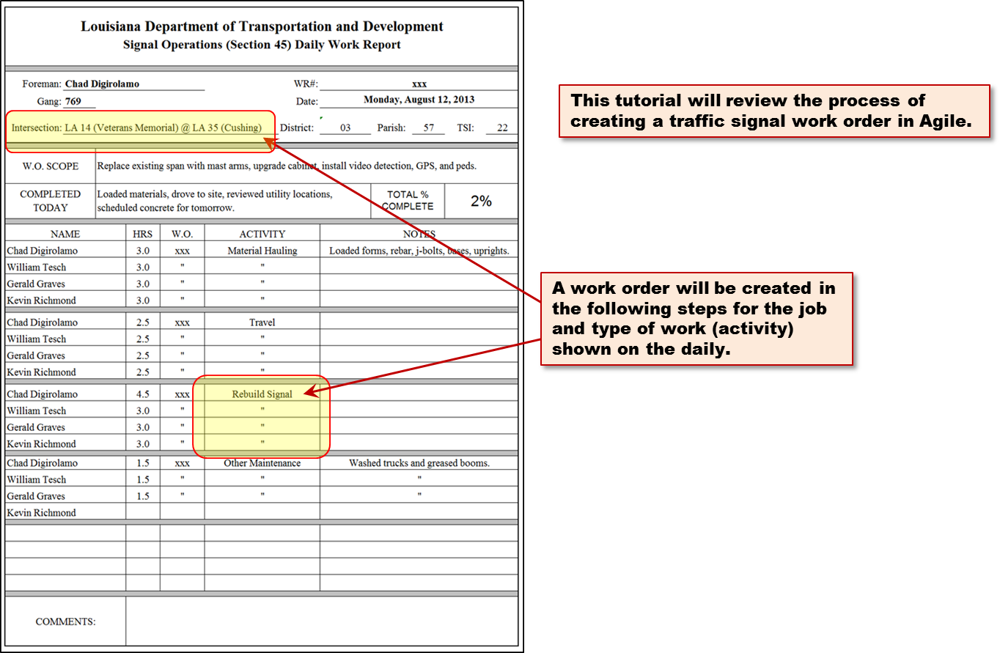 Louisiana Department of Transportation and Development
Signal Operations (Section 45) Daily Work Report
Foreman: Chad Digirolamo WR#: xxx
Gang: 769 Date: Monday, August 12, 2013
Intersection: LA 14 (Veterans Memorial) @ LA 35 (Cushing) District: 03 Parish: 57 TSI: 22
W.O. SCOPE Replace existing span with mast arms, upgrade cabinet, install video detection, GPS, and peds.
COMPLETED TODAY Loaded materials, drove to site, reviewed utility locations,
scheduled concrete for tomorrow.
TOTAL % COMPLETE 2%
NAME HRS W.O. ACTIVITY NOTES
Chad Digirolamo 3.0 xxx Material Hauling Loaded forms, rebar, j-bolts, bases, uprights.
William Tesch 3.0 " "
Gerald Graves 3.0 " "
Kevin Richmond 3.0 " "
Chad Digirolamo 2.5 xxx Travel
William Tesch 2.5 " "
Gerald Graves 2.5 " "
Kevin Richmond 2.5 " "
Chad Digirolamo 4.5 xxx Rebuild Signal
William Tesch 3.0 " "
Gerald Graves 3.0 " "
Kevin Richmond 3.0 " "
Chad Digirolamo 1.5 xxx Other Maintenance Washed trucks and greased booms.
William Tesch 1.5 " " "
Gerald Graves 1.5 " " "
Kevin Richmond
COMMENTS:
This tutorial will review the process of
creating a traffic signal work order in Agile.
A work order will be created in
the following steps for the job
and type of work (activity)
shown on the daily.